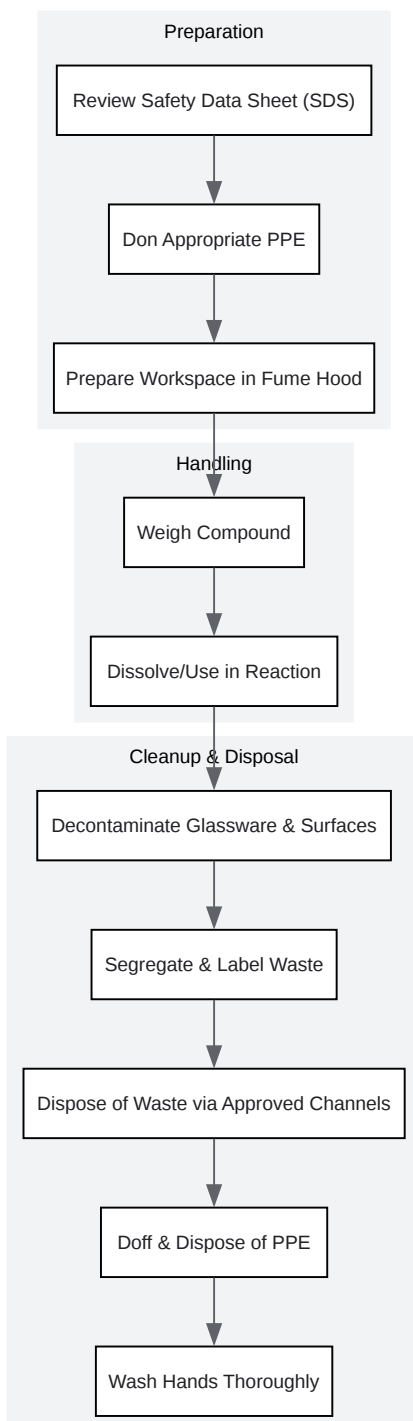 Preparation
Review Safety Data Sheet (SDS)
Don Appropriate PPE
Prepare Workspace in Fume Hood
Handling
Weigh Compound
Dissolve/Use in Reaction
Cleanup & Disposal
Decontaminate Glassware & Surfaces
Segregate & Label Waste
Dispose of Waste via Approved Channels
Doff & Dispose of PPE
Wash Hands Thoroughly